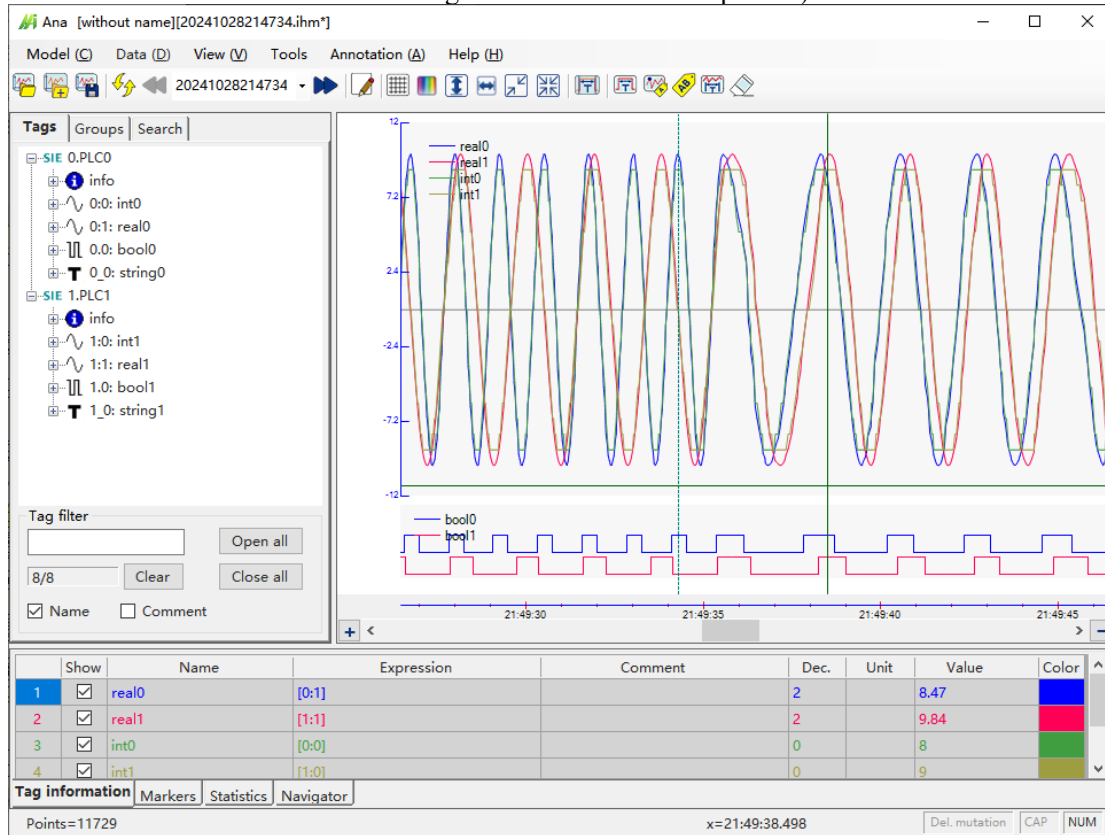 Ana [without name][20241028214734.ihm*]
Model (C) Data (D) View (V) Tools Annotation (A) Help (H)
20241028214734
Tags Groups Search
SIE 0.PLC0
info
0:0: int0
0:1: real0
0.0: bool0
0_0: string0
SIE 1.PLC1
info
1:0: int1
1:1: real1
1.0: bool1
1_0: string1
Tag filter
Open all
8/8 Clear Close all
Name Comment
12
7.2
2.4
-2.4
-7.2
-12
real0
real1
int0
int1
bool0
bool1
21:49:30 21:49:35 21:49:40 21:49:45
Show Name Expression Comment Dec. Unit Value Color
1 real0 [0:1] 2 8.47
2 real1 [1:1] 2 9.84
3 int0 [0:0] 0 8
4 int1 [1:0] 0 9
Tag information Markers Statistics Navigator
Points=11729 x=21:49:38.498 Del. mutation CAP NUM